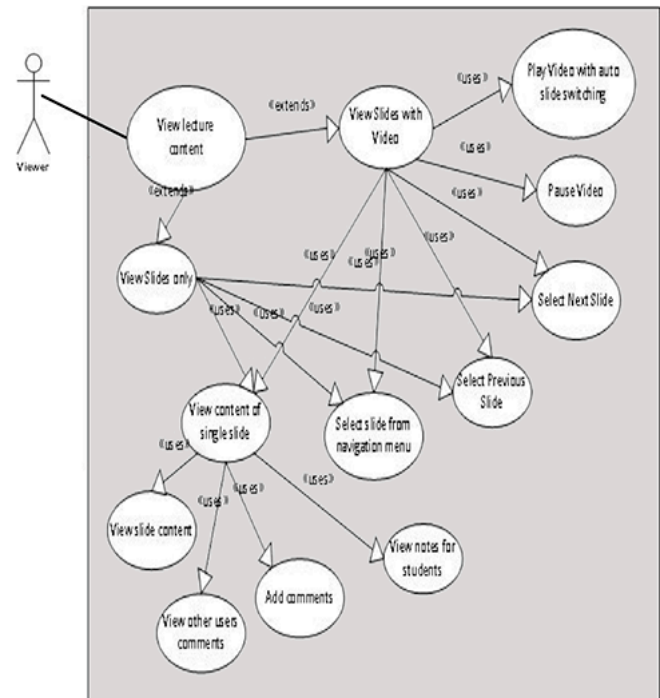 Viewer
View lecture
content
«extends»
View Slides with
Video
«uses»
Play Video with auto
slide switching
«uses»
Pause Video
«uses»
«extends»
View Slides only
«uses»
«uses»
«uses»
«uses»
Select Next Slide
«uses»
«uses»
«uses»
View content of
single slide
Select slide from
navigation menu
Select Previous
Slide
«uses»
«uses»
«uses»
«uses»
View slide content
View notes for
students
Add comments
View other users
comments